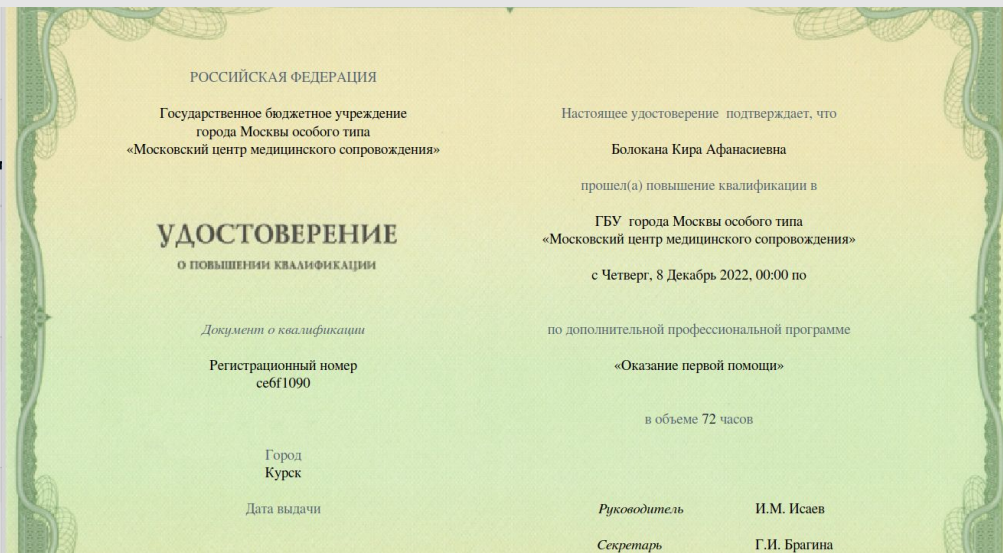 РОССИЙСКАЯ ФЕДЕРАЦИЯ
Государственное бюджетное учреждение
города Москвы особого типа
«Московский центр медицинского сопровождения»
УДОСТОВЕРЕНИЕ
О ПОВЫШЕНИИ КВАЛИФИКАЦИИ
Документ о квалификации
Регистрационный номер
ce6f1090
Город
Курск
Дата выдачи
Настоящее удостоверение подтверждает, что
Болокана Кира Афанасиевна
прошел(а) повышение квалификации в
ГБУ города Москвы особого типа
«Московский центр медицинского сопровождения»
с Четверг, 8 Декабрь 2022, 00:00 по
по дополнительной профессиональной программе
«Оказание первой помощи»
в объеме 72 часов
Руководитель И.М. Исаев
Секретарь Г.И. Брагина